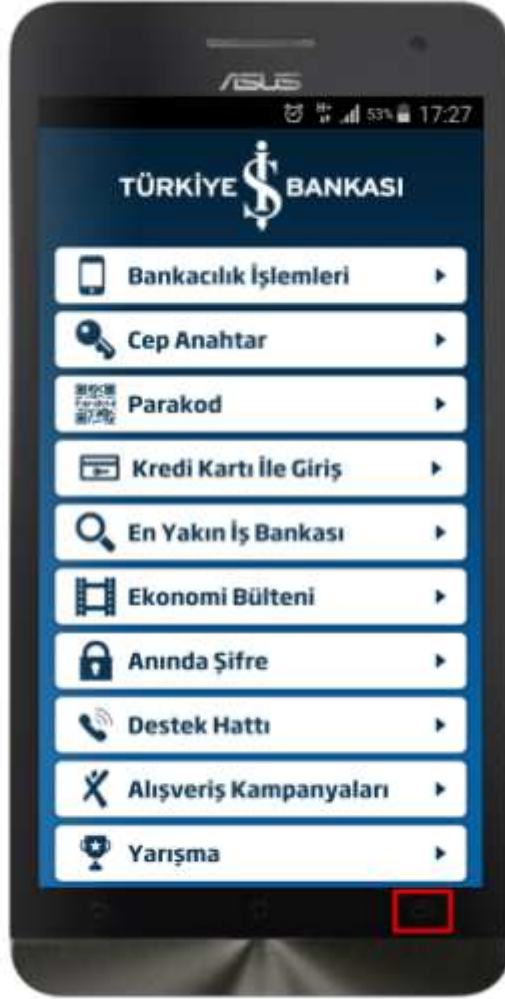 ASUS
53% 17:27
TÜRKİYE İŞ BANKASI
Bankacılık İşlemleri
Cep Anahtar
Parakod
Kredi Kartı İle Giriş
En Yakın İş Bankası
Ekonomi Bülteni
Anında Şifre
Destek Hattı
Alışveriş Kampanyaları
Yarışma